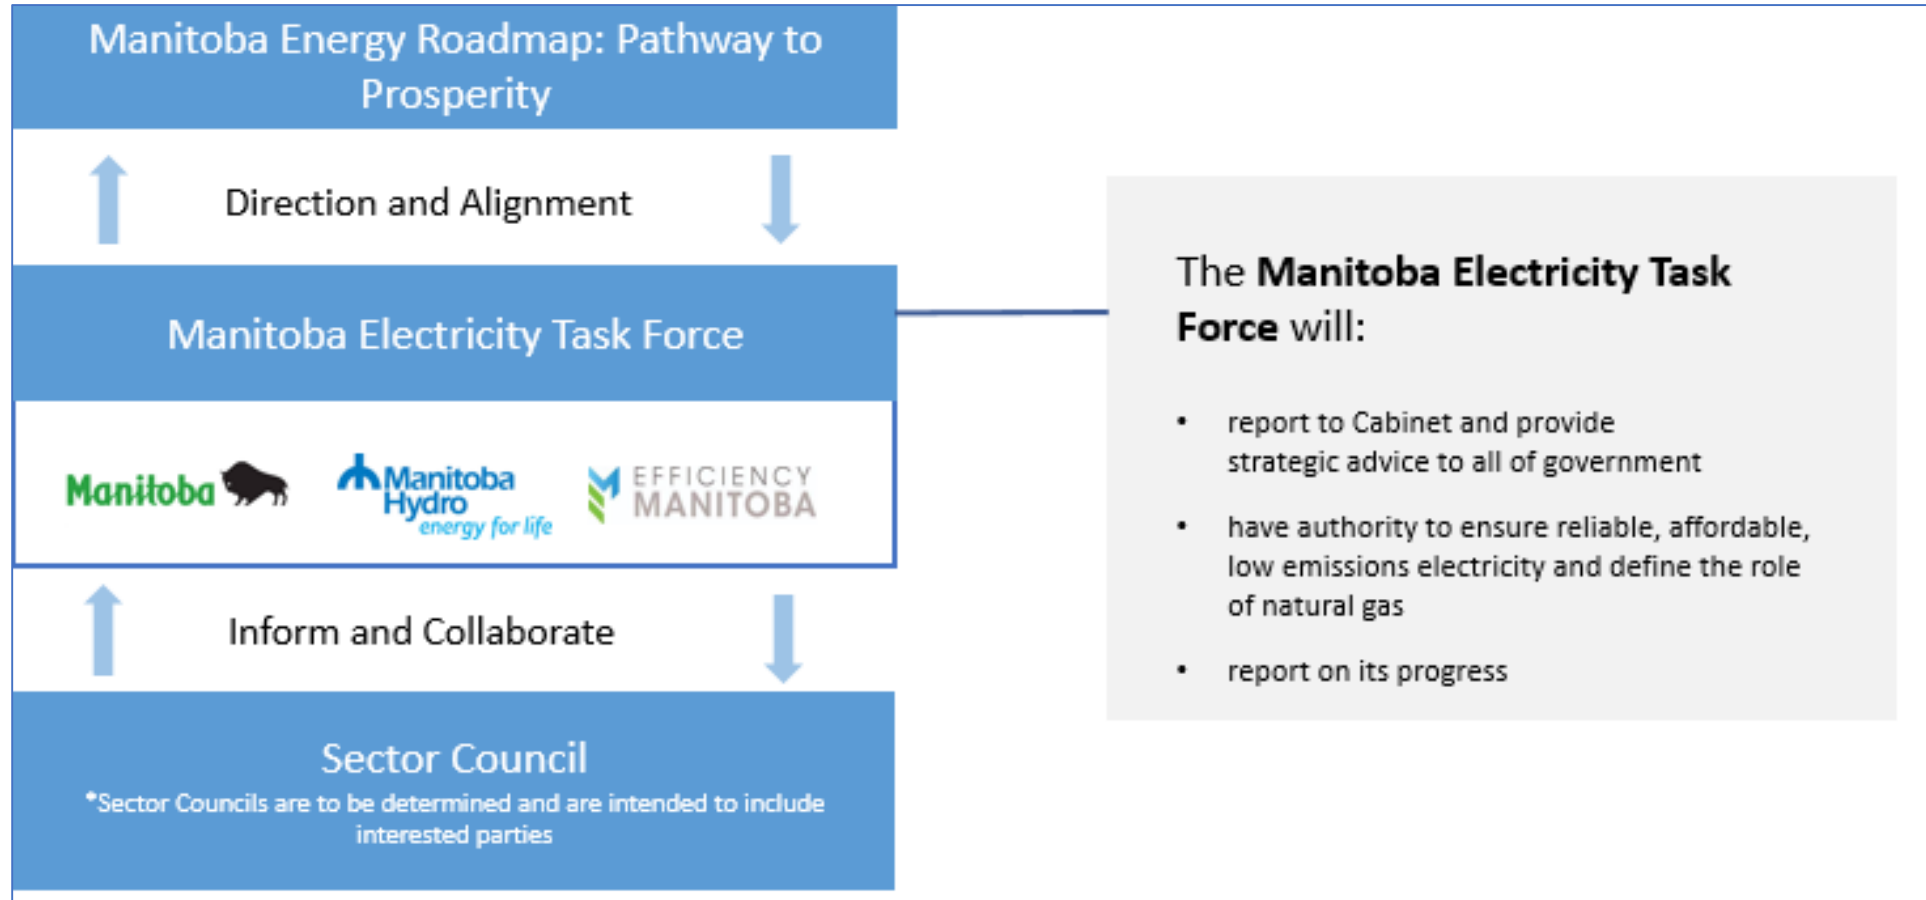 Manitoba Energy Roadmap: Pathway to
Prosperity
Direction and Alignment
Manitoba Electricity Task Force
Manitoba
Manitoba
Hydro
energy for life
EFFICIENCY
MANITOBA
Inform and Collaborate
Sector Council
*Sector Councils are to be determined and are intended to include
interested parties
The Manitoba Electricity Task
Force will:
• report to Cabinet and provide
strategic advice to all of government
• have authority to ensure reliable, affordable,
low emissions electricity and define the role
of natural gas
• report on its progress